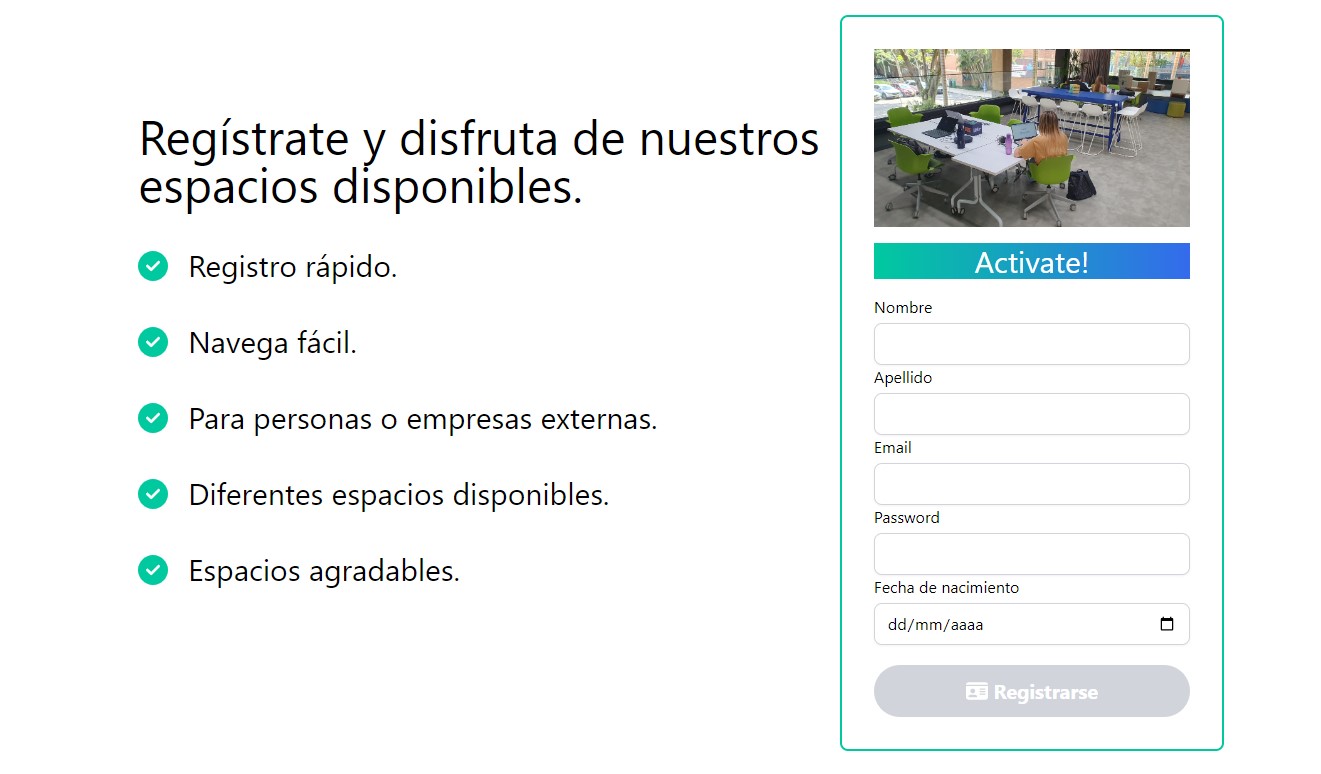 Regístrate y disfruta de nuestros
espacios disponibles.
Registro rápido.
Navega fácil.
Para personas o empresas externas.
Diferentes espacios disponibles.
Espacios agradables.
Activate!
Nombre
Apellido
Email
Password
Fecha de nacimiento
dd/mm/aaaa
Registrarse